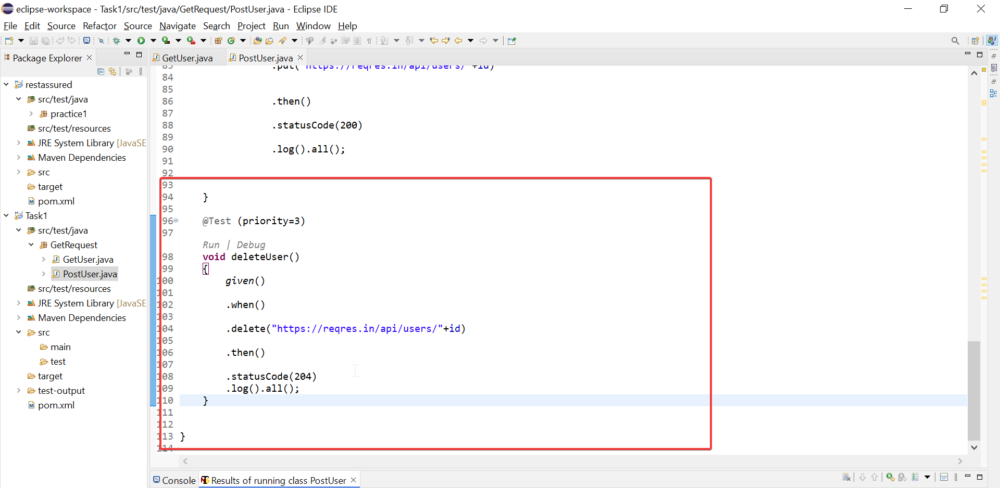 eclipse-workspace - Task1/src/test/java/GetRequest/PostUser.java - Eclipse IDE
File Edit Source Refactor Source Navigate Search Project Run Window Help
Package Explorer
restassured
src/test/java
practice1
src/test/resources
JRE System Library [JavaSE
Maven Dependencies
src
target
pom.xml
Task1
src/test/java
GetRequest
GetUser.java
PostUser.java
src/test/resources
JRE System Library [JavaSE
Maven Dependencies
src
main
test
target
test-output
pom.xml
GetUser.java PostUser.java
83 .put("https://reqres.in/api/users/"+id)
84
85
86 .then()
87
88 .statusCode(200)
89
90 .log().all();
91
92
93
94 }
95
96 @Test (priority=3)
97
Run | Debug
98 void deleteUser()
99 {
100 given()
101
102 .when()
103
104 .delete("https://reqres.in/api/users/"+id)
105
106 .then()
107
108 .statusCode(204)
109 .log().all();
110 }
111
112
113 }
114
Console Results of running class PostUser